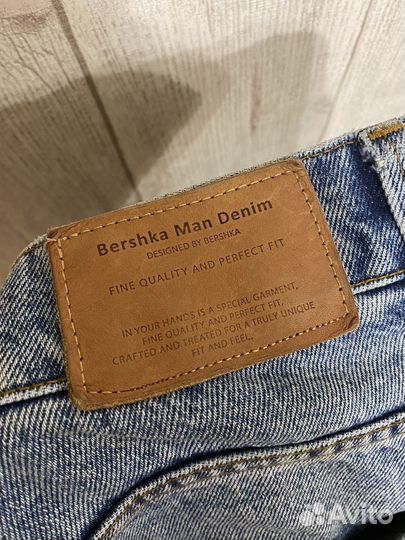 Bershka Man Denim
DESIGNED BY BERSHKA
FINE QUALITY AND PERFECT FIT
IN YOUR HANDS IS A SPECIAL GARMENT,
FINE QUALITY AND PERFECT FIT,
CRAFTED AND TREATED FOR A TRULY UNIQUE
FIT AND FEEL.
Avito